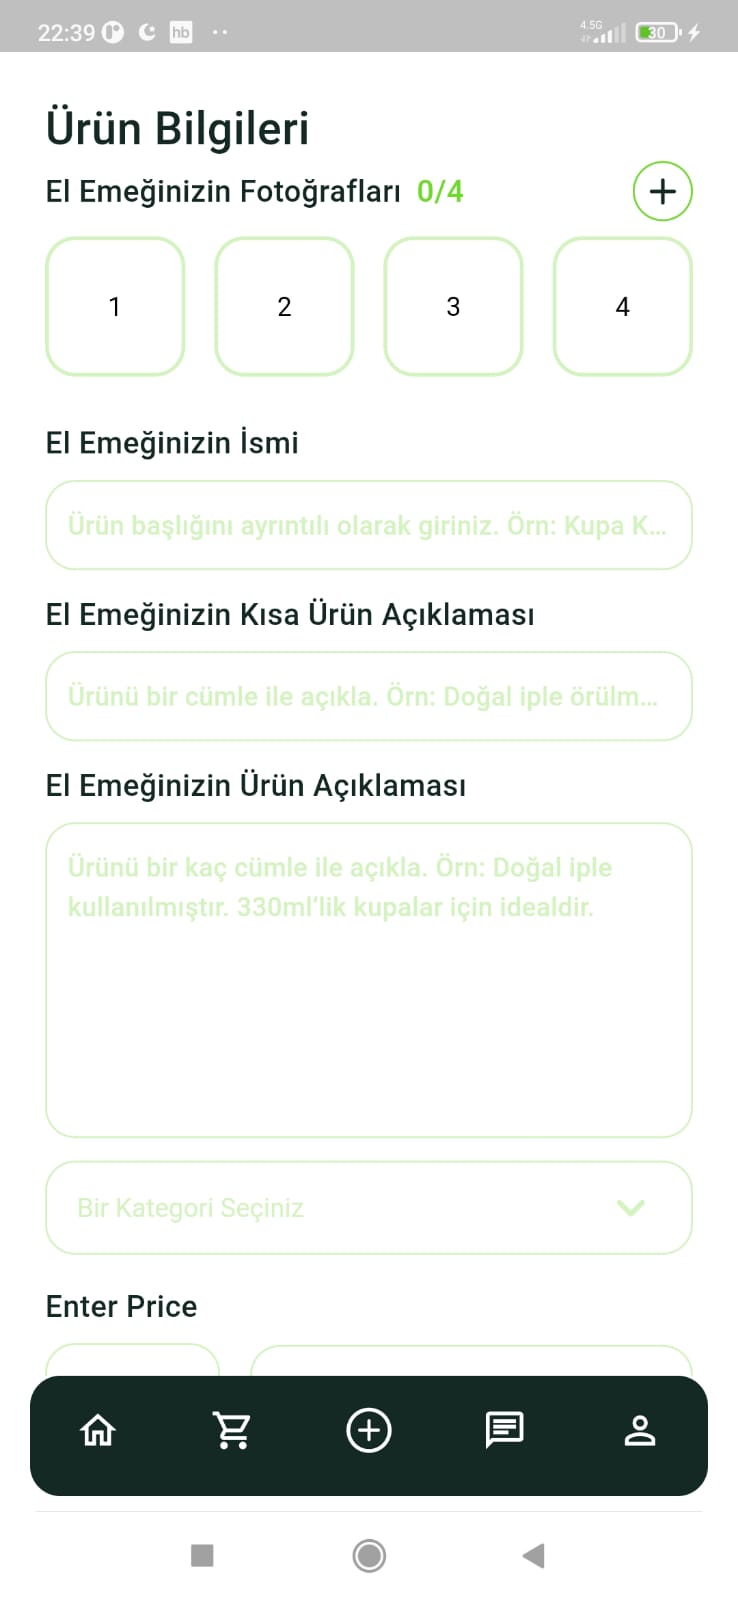 22:39 hb 4.5G 30
Ürün Bilgileri
El Emeğinizin Fotoğrafları 0/4
1 2 3 4
El Emeğinizin İsmi
Ürün başlığını ayrıntılı olarak giriniz. Örn: Kupa K...
El Emeğinizin Kısa Ürün Açıklaması
Ürünü bir cümle ile açıkla. Örn: Doğal iple örülm...
El Emeğinizin Ürün Açıklaması
Ürünü bir kaç cümle ile açıkla. Örn: Doğal iple
kullanılmıştır. 330ml’lik kupalar için idealdir.
Bir Kategori Seçiniz
Enter Price